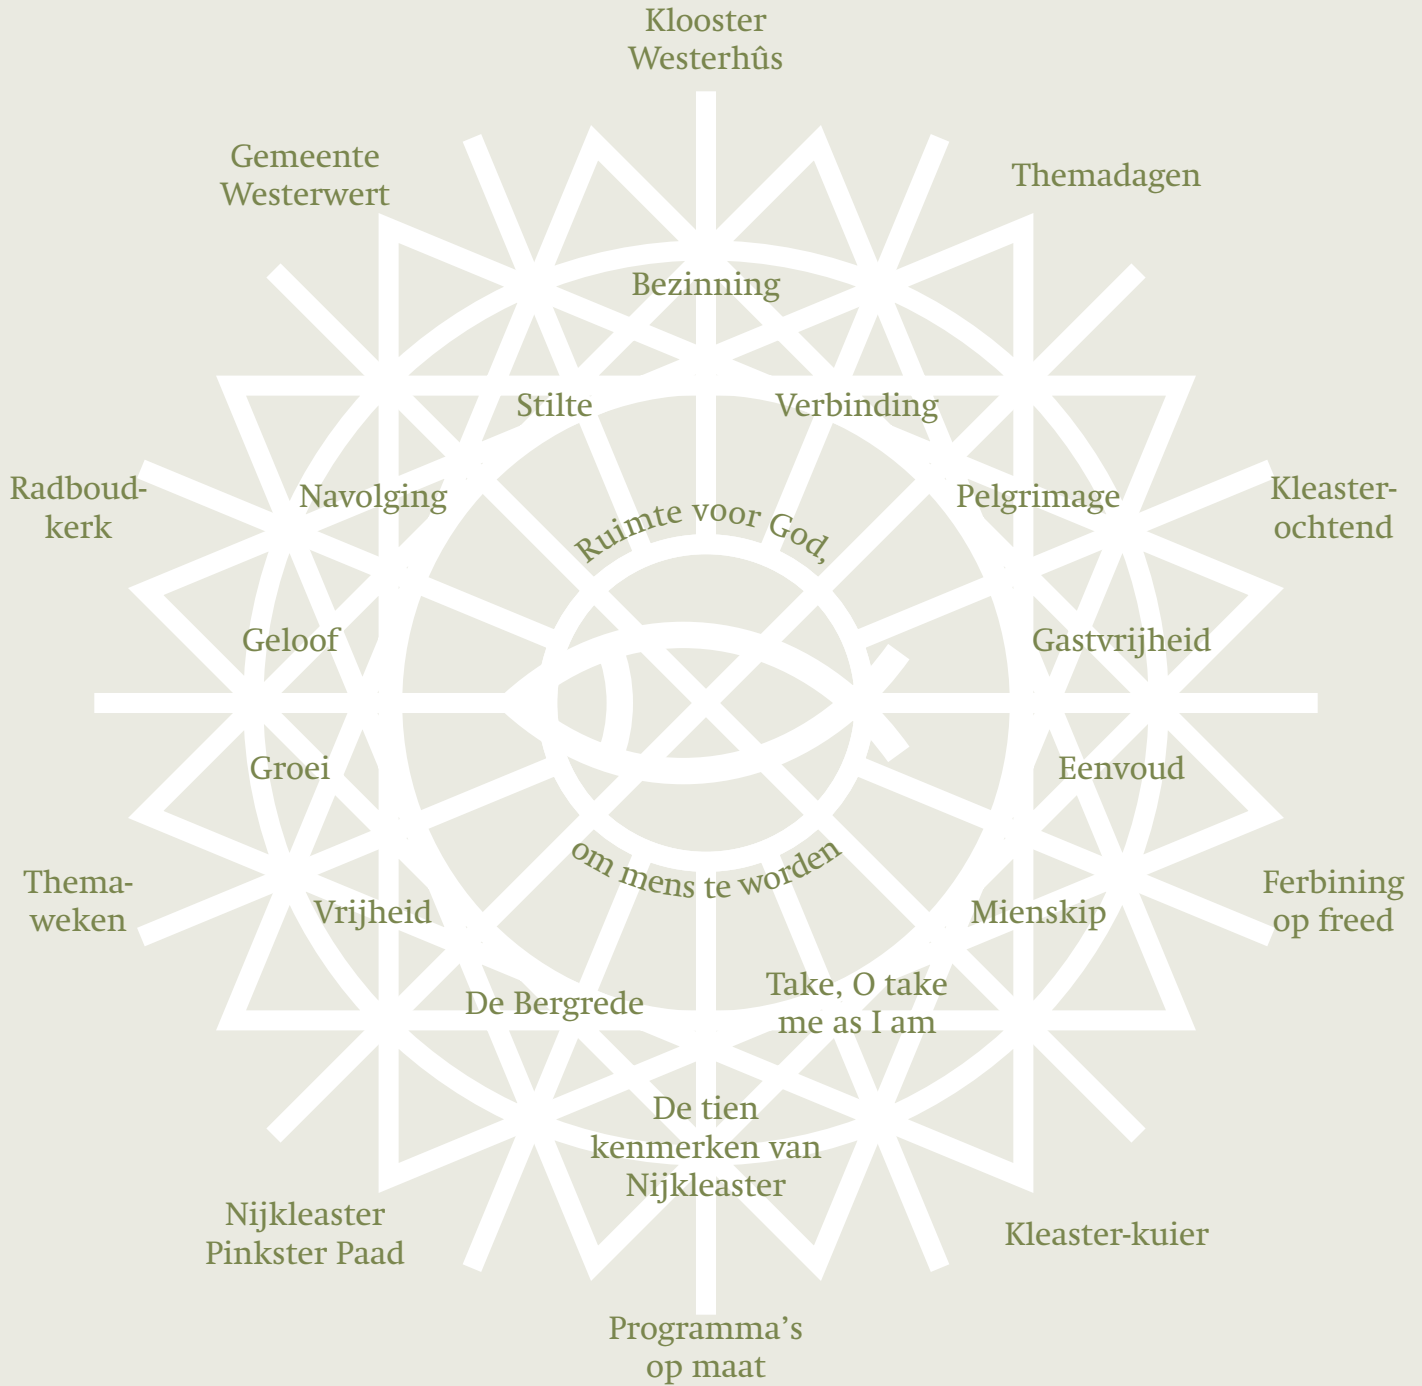 Klooster
Westerhûs
Gemeente
Westerwert
Themadagen
Bezinning
Stilte
Verbinding
Radboud-
kerk
Navolging
Pelgrimage
Kleaster-
ochtend
Ruimte voor God,
Geloof
Gastvrijheid
Groei
Eenvoud
om mens te worden
Thema-
weken
Vrijheid
Mienskip
Ferbining
op freed
De Bergrede
Take, O take
me as I am
De tien
kenmerken van
Nijkleaster
Nijkleaster
Pinkster Paad
Kleaster-kuier
Programma’s
op maat